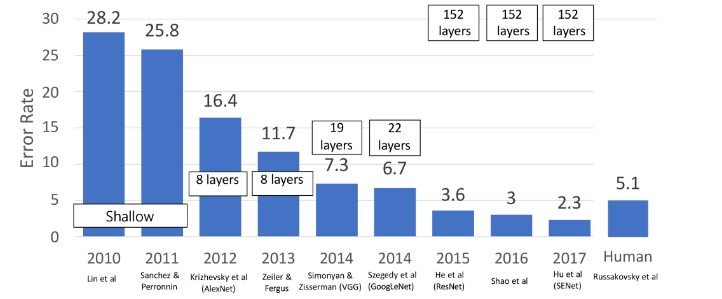 30
25
20
15
10
5
0
Error Rate
28.2
25.8
16.4
11.7
7.3
6.7
3.6
3
2.3
5.1
Shallow
8 layers
8 layers
19
layers
22
layers
152
layers
152
layers
152
layers
2010
Lin et al
2011
Sanchez &
Perronnin
2012
Krizhevsky et al
(AlexNet)
2013
Zeiler &
Fergus
2014
Simonyan &
Zisserman (VGG)
2014
Szegedy et al
(GoogLeNet)
2015
He et al
(ResNet)
2016
Shao et al
2017
Hu et al
(SENet)
Human
Russakovsky et al